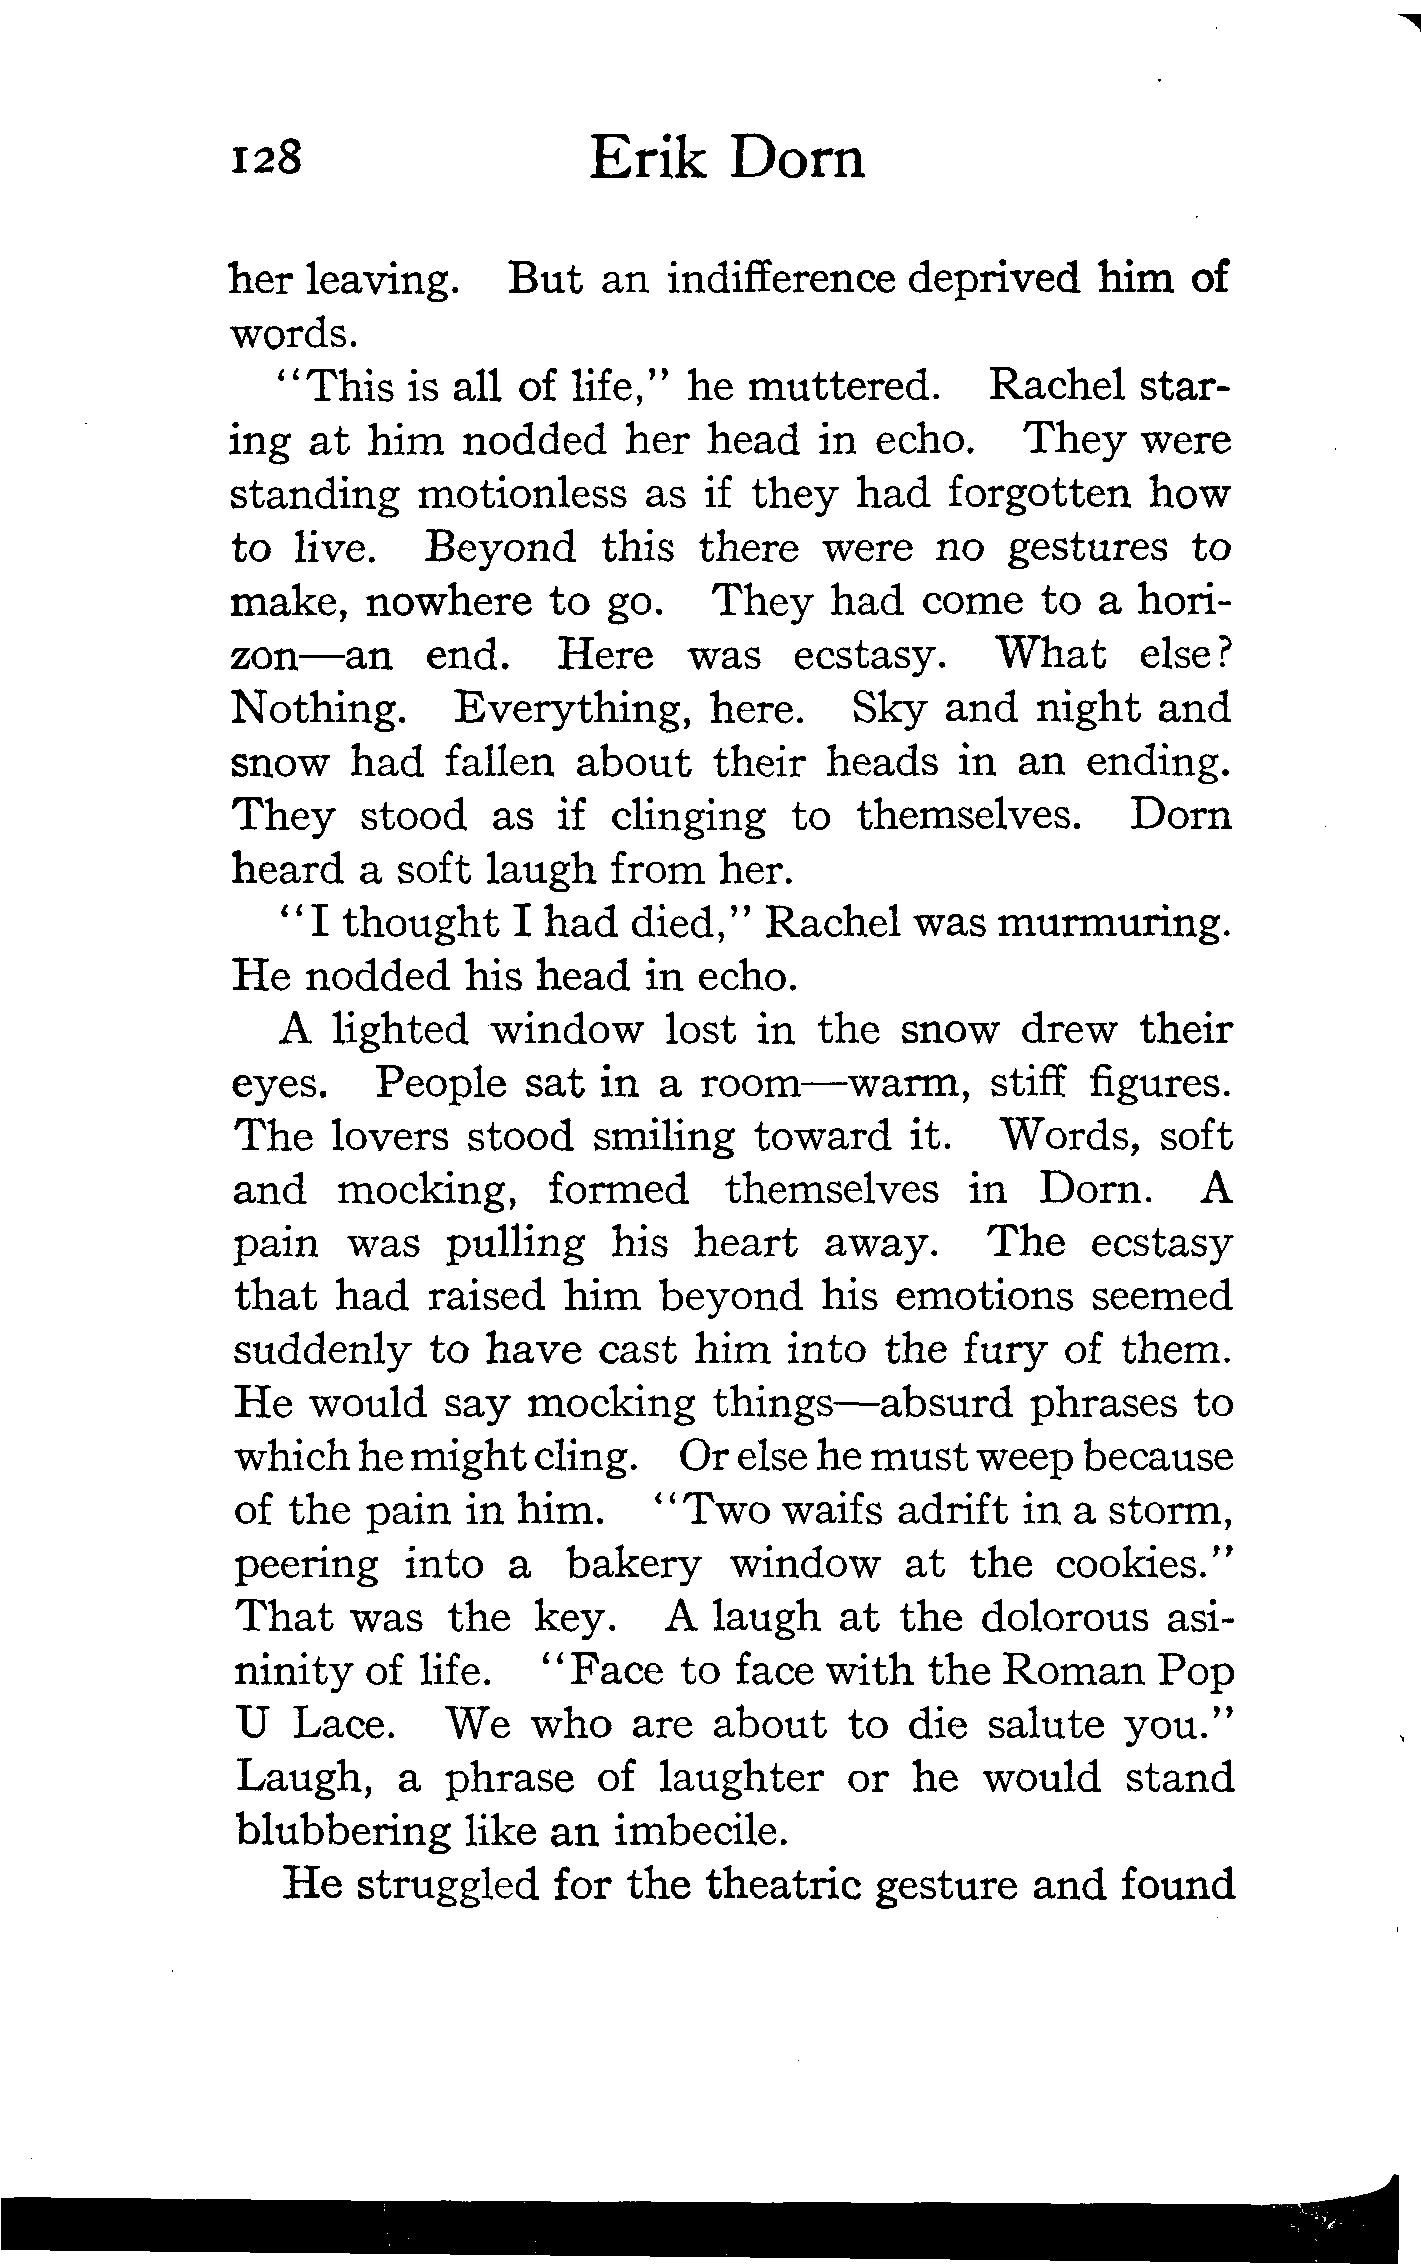 128 Erik Dorn
her leaving. But an indifference deprived him of
words.
"This is all of life," he muttered. Rachel star-
ing at him nodded her head in echo. They were
standing motionless as if they had forgotten how
to live. Beyond this there were no gestures to
make, nowhere to go. They had come to a hori-
zon—an end. Here was ecstasy. What else?
Nothing. Everything, here. Sky and night and
snow had fallen about their heads in an ending.
They stood as if clinging to themselves. Dorn
heard a soft laugh from her.
"I thought I had died," Rachel was murmuring.
He nodded his head in echo.
A lighted window lost in the snow drew their
eyes. People sat in a room—warm, stiff figures.
The lovers stood smiling toward it. Words, soft
and mocking, formed themselves in Dorn. A
pain was pulling his heart away. The ecstasy
that had raised him beyond his emotions seemed
suddenly to have cast him into the fury of them.
He would say mocking things—absurd phrases to
which he might cling. Or else he must weep because
of the pain in him. "Two waifs adrift in a storm,
peering into a bakery window at the cookies."
That was the key. A laugh at the dolorous asi-
ninity of life. "Face to face with the Roman Pop
U Lace. We who are about to die salute you."
Laugh, a phrase of laughter or he would stand
blubbering like an imbecile.
He struggled for the theatric gesture and found